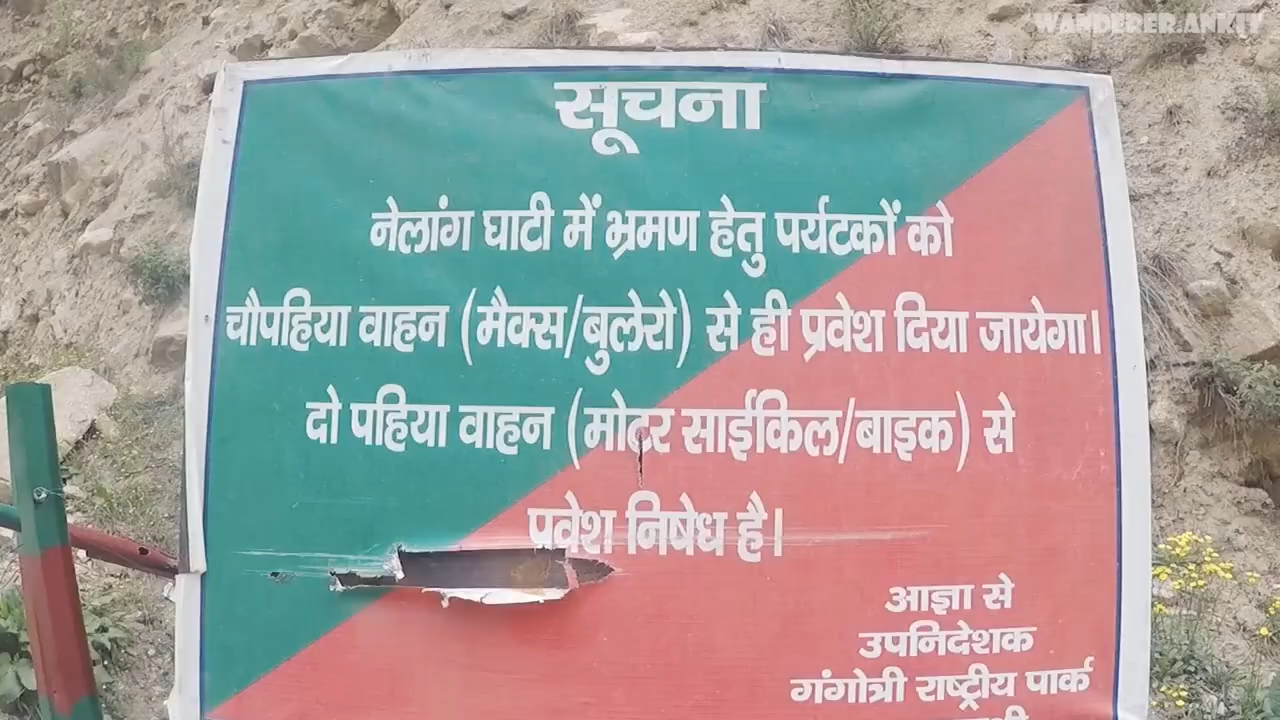 WANDERER.ANKIT
सूचना
नेलांग घाटी में भ्रमण हेतु पर्यटकों को
चौपहिया वाहन (मैक्स/बुलेरो) से ही प्रवेश दिया जायेगा।
दो पहिया वाहन (मोटर साईकिल/बाइक) से
प्रवेश निषेध है।
आज्ञा से
उपनिदेशक
गंगोत्री राष्ट्रीय पार्क